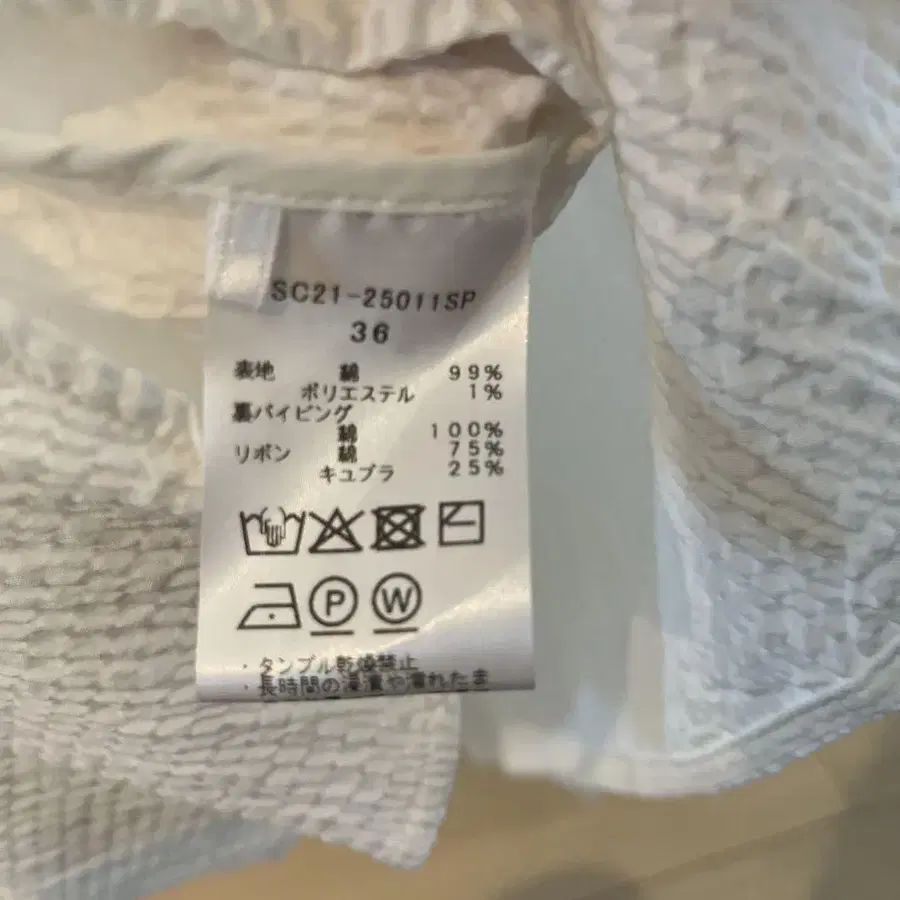 SC21-25011SP
36
表地 綿 99%
ポリエステル 1%
裏パイピング
綿 100%
リボン 綿 75%
キュプラ 25%
P W
・タンブル乾燥禁止
・長時間の浸漬や濡れたま